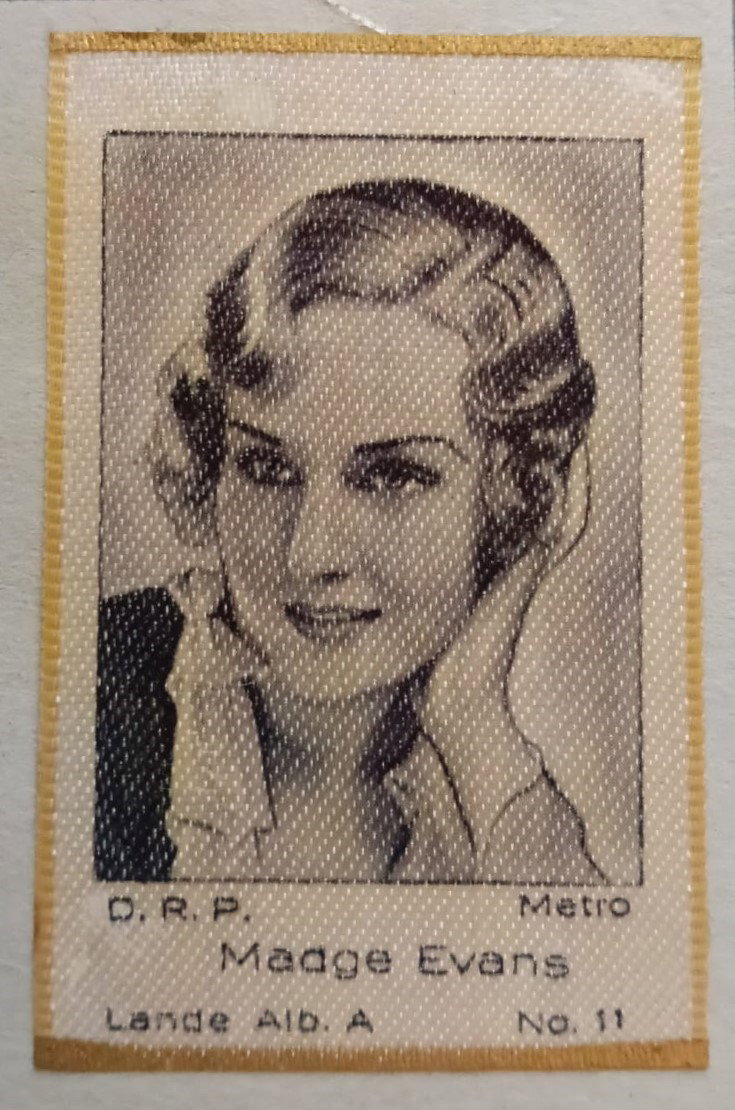 D. R. P. Metro
Madge Evans
Lande Alb. A No. 11